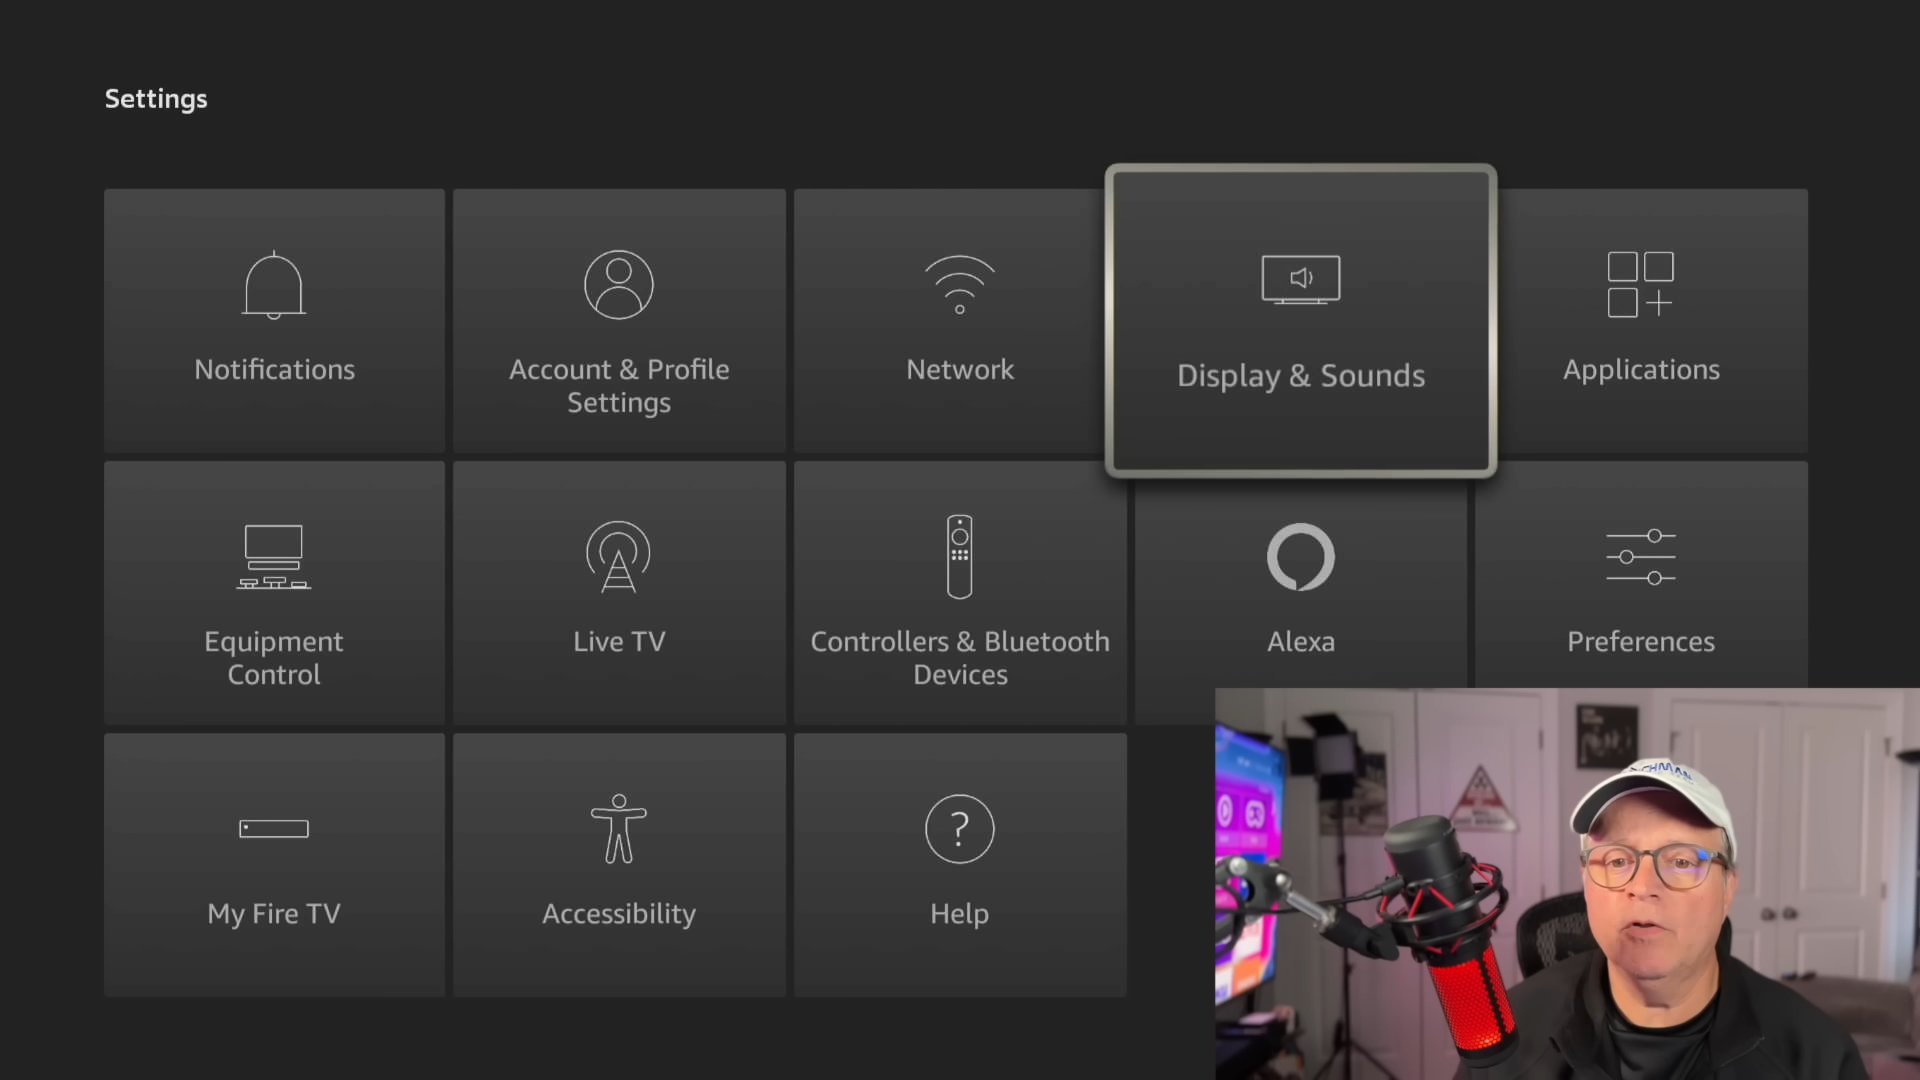 Settings
Notifications
Account & Profile
Settings
Network
Display & Sounds
Applications
Equipment
Control
Live TV
Controllers & Bluetooth
Devices
Alexa
Preferences
My Fire TV
Accessibility
?
Help